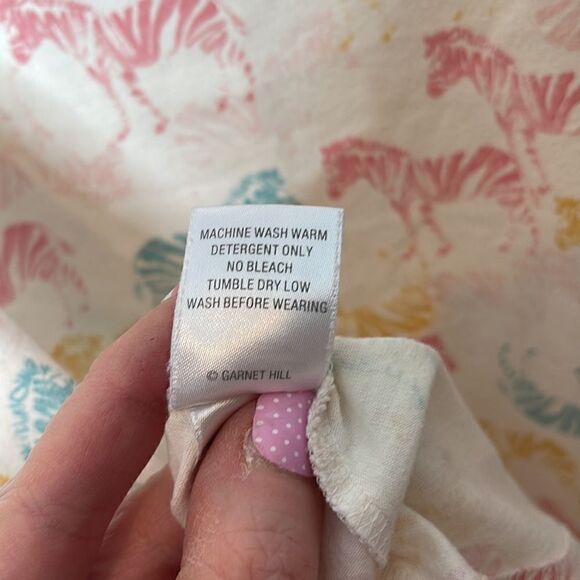 MACHINE WASH WARM
DETERGENT ONLY
NO BLEACH
TUMBLE DRY LOW
WASH BEFORE WEARING
© GARNET HILL